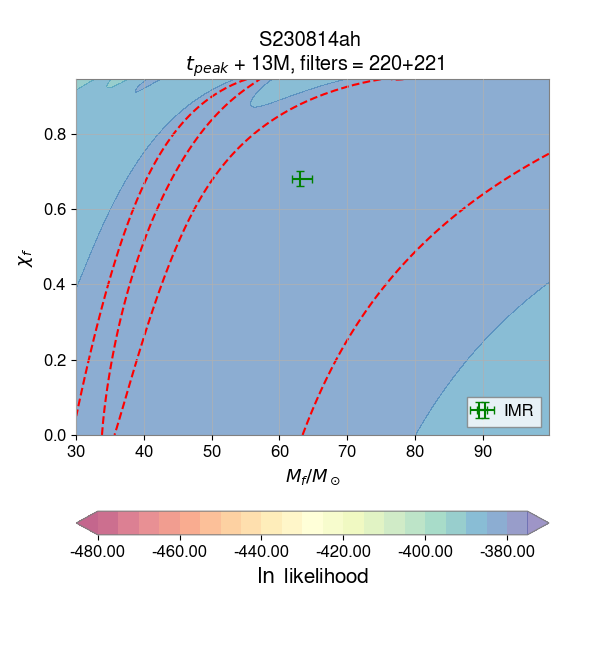 S230814ah
t_peak + 13M, filters = 220+221
0.8
0.6
0.4
0.2
0.0
χ_f
30 40 50 60 70 80 90
M_f/M_⊙
IMR
-480.00 -460.00 -440.00 -420.00 -400.00 -380.00
ln likelihood